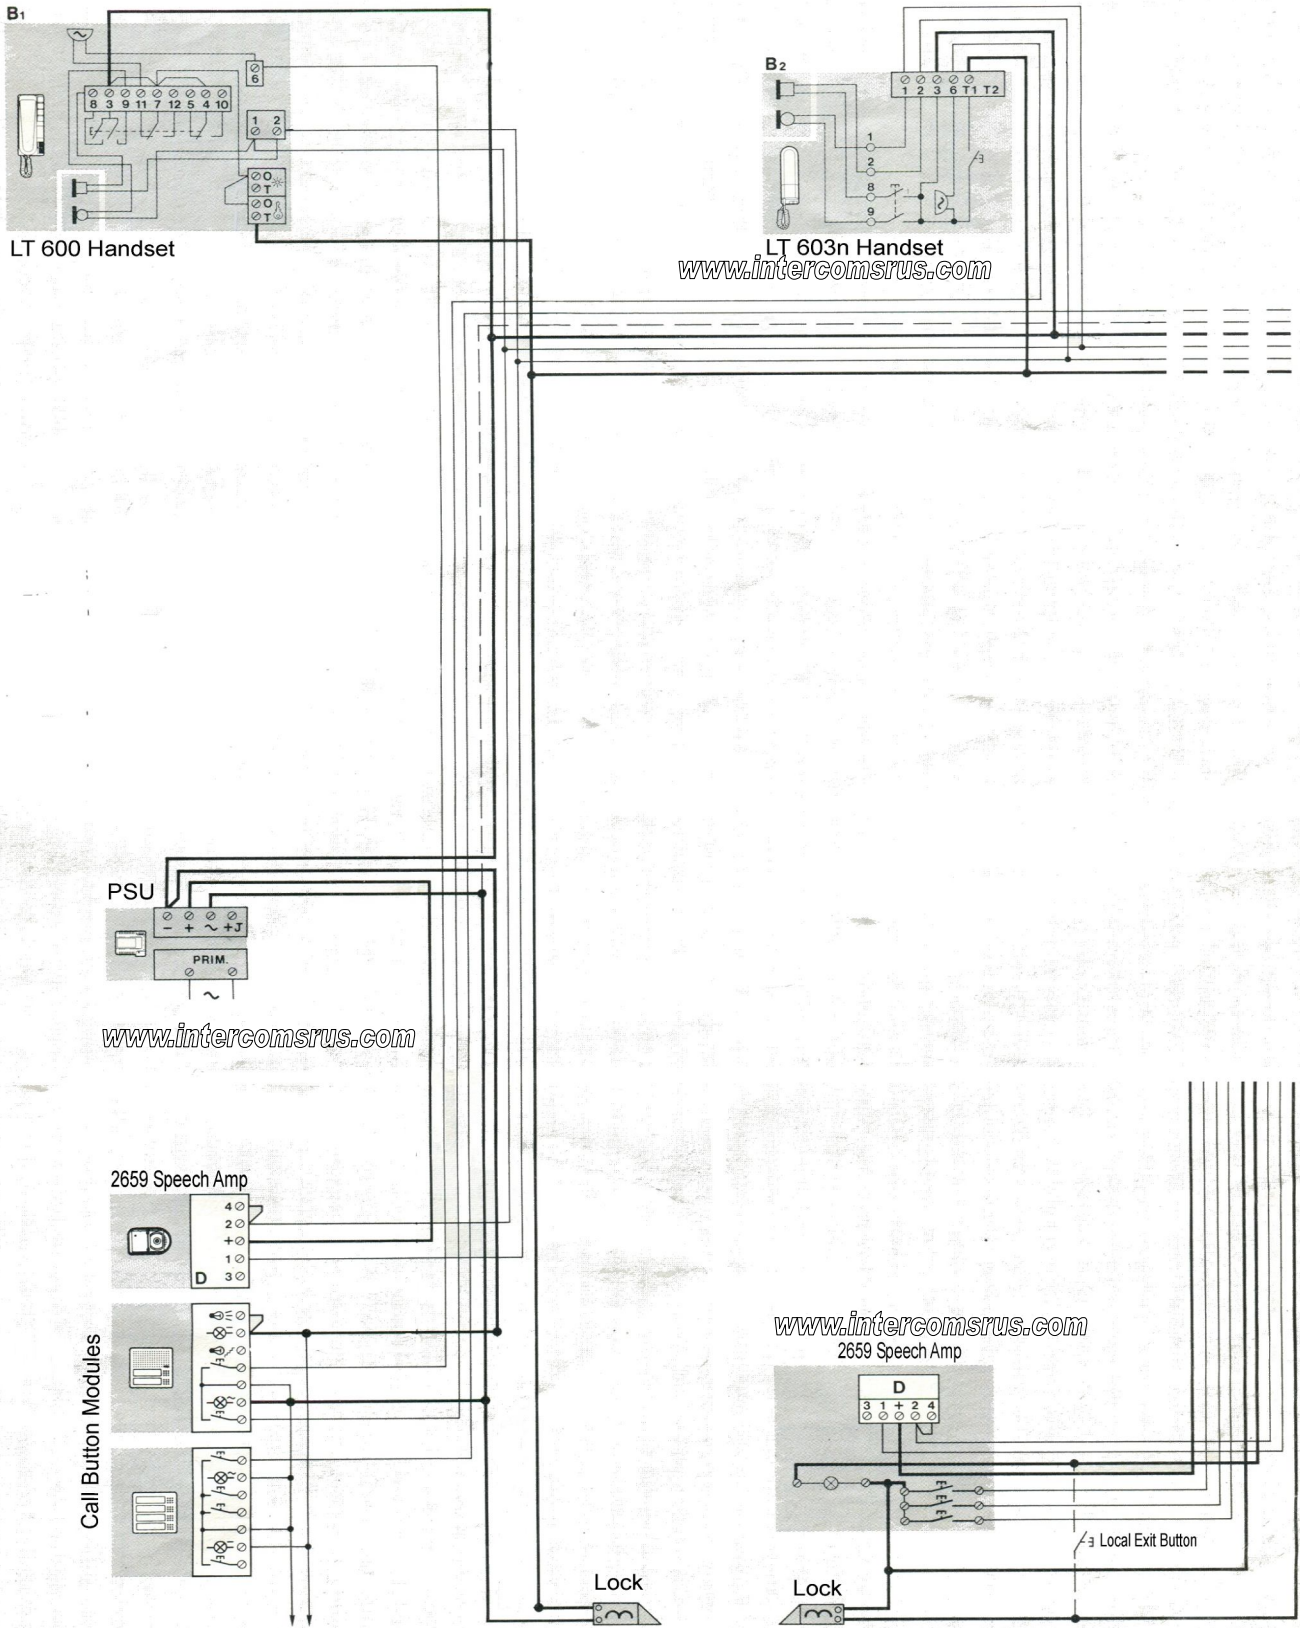 B1
6
8 3 9 11 7 12 5 4 10
1 2
O
T
O
T
LT 600 Handset
B2
1 2 3 6 T1 T2
1
2
8
9
LT 603n Handset
www.intercomsrus.com
PSU
− + ~ +J
PRIM.
~
www.intercomsrus.com
2659 Speech Amp
4
2
+
1
D 3
Call Button Modules
www.intercomsrus.com
2659 Speech Amp
D
3 1 + 2 4
Local Exit Button
Lock
Lock